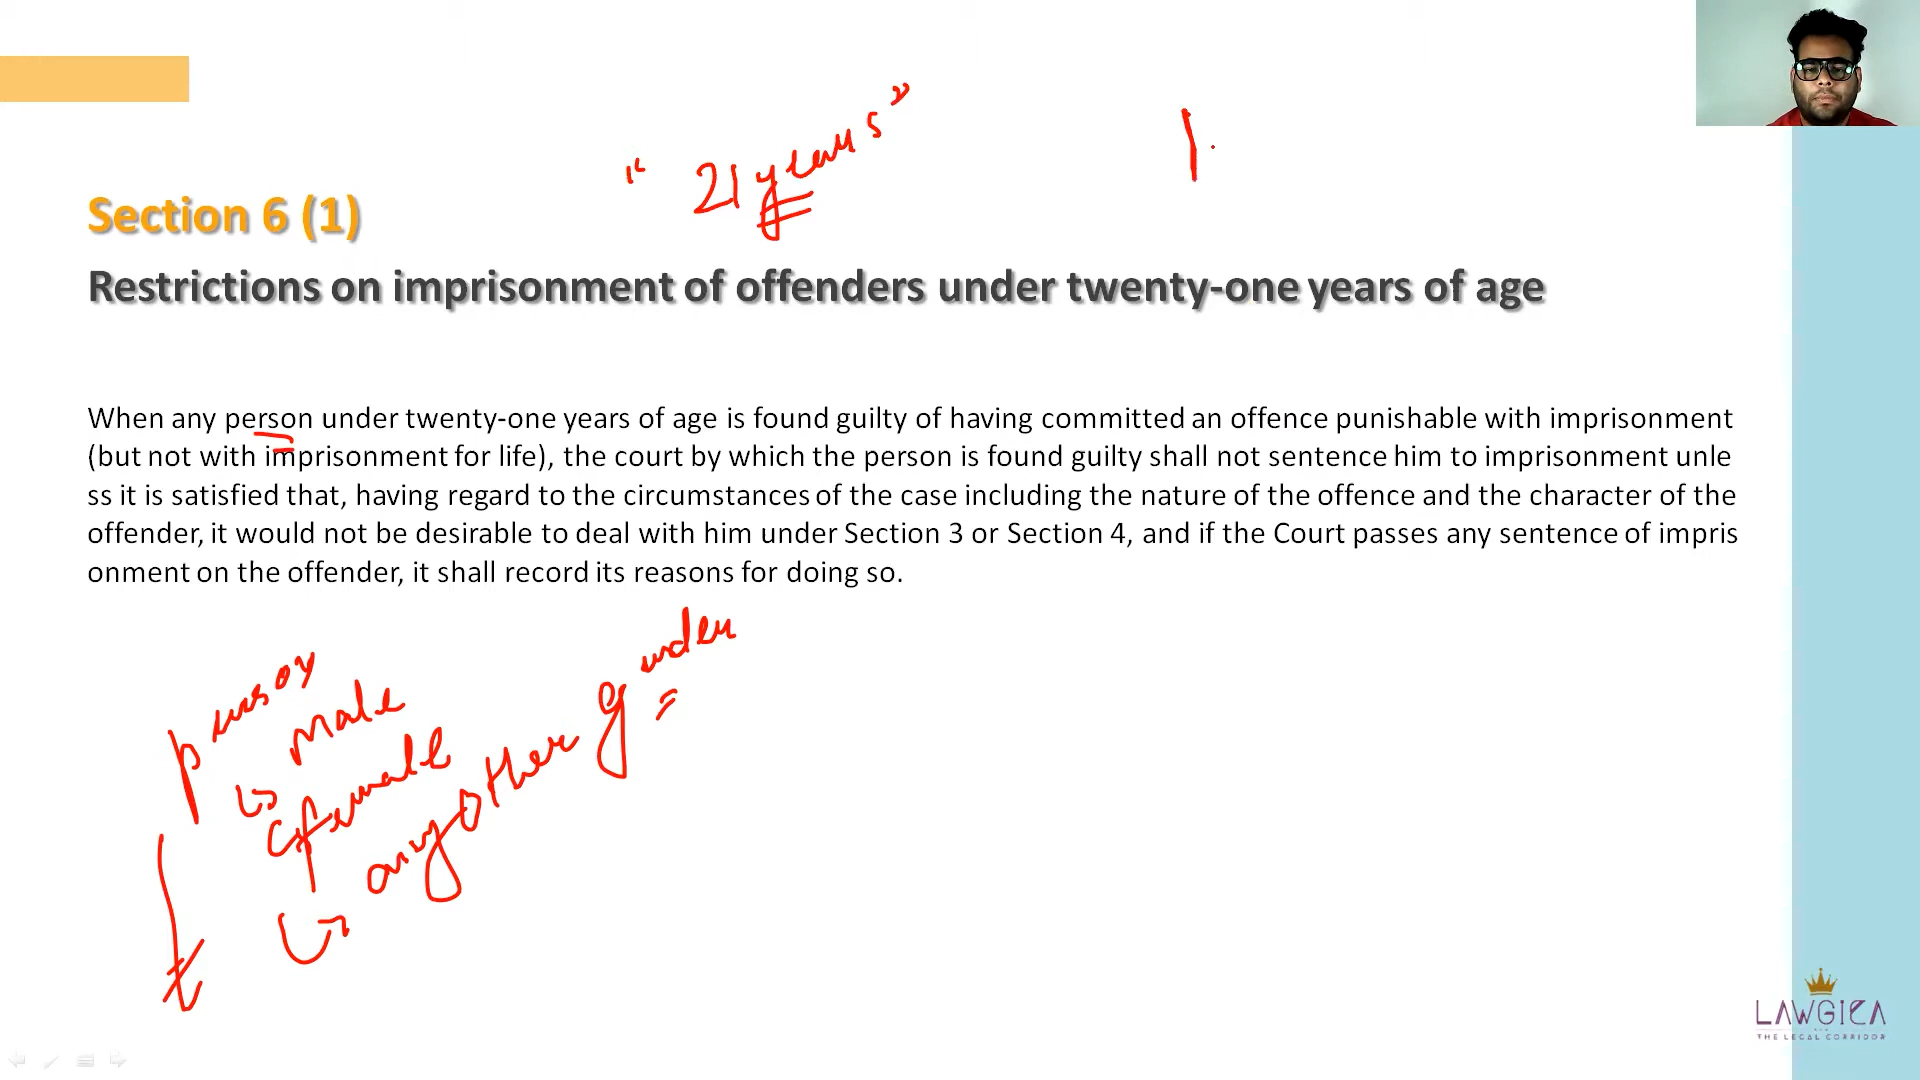 " 21 years "
Section 6 (1)
Restrictions on imprisonment of offenders under twenty-one years of age
When any person under twenty-one years of age is found guilty of having committed an offence punishable with imprisonment
(but not with imprisonment for life), the court by which the person is found guilty shall not sentence him to imprisonment unle
ss it is satisfied that, having regard to the circumstances of the case including the nature of the offence and the character of the
offender, it would not be desirable to deal with him under Section 3 or Section 4, and if the Court passes any sentence of impris
onment on the offender, it shall record its reasons for doing so.
person
male
female
any other gender
LAWGICA
THE LEGAL CORRIDOR